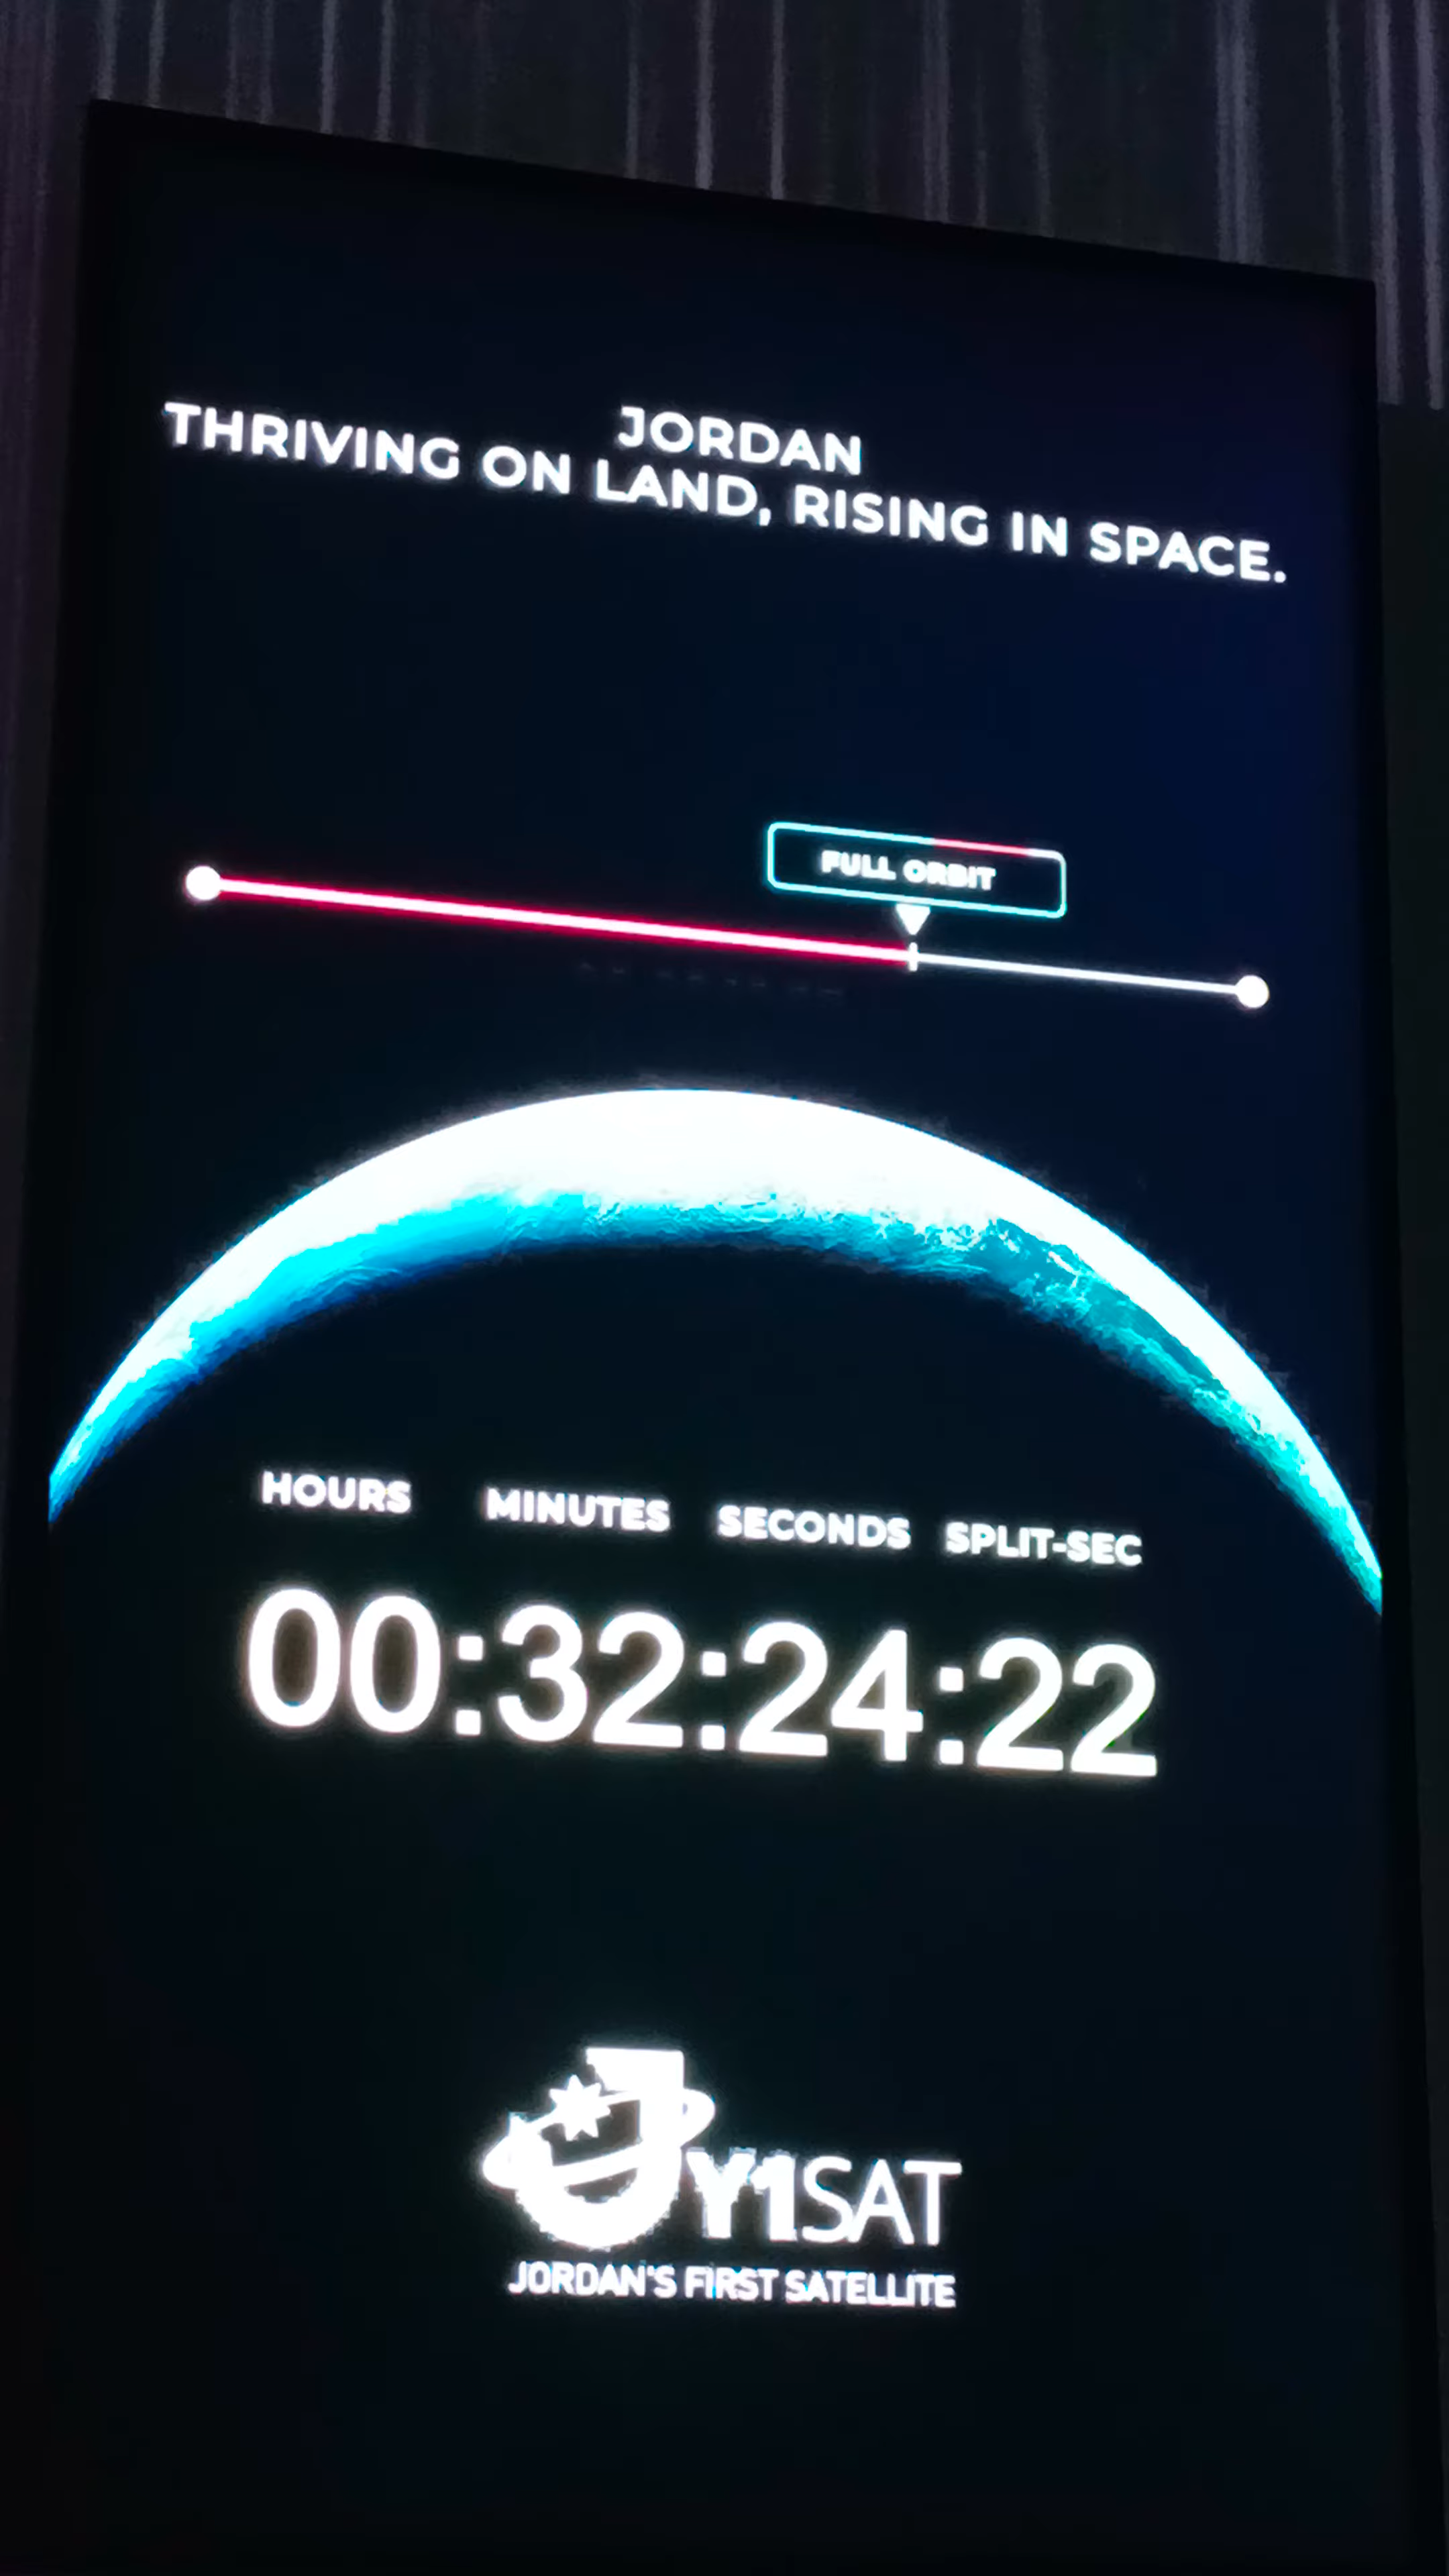 JORDAN
THRIVING ON LAND, RISING IN SPACE.
FULL ORBIT
HOURS MINUTES SECONDS SPLIT-SEC
00:32:24:22
JY1SAT
JORDAN'S FIRST SATELLITE